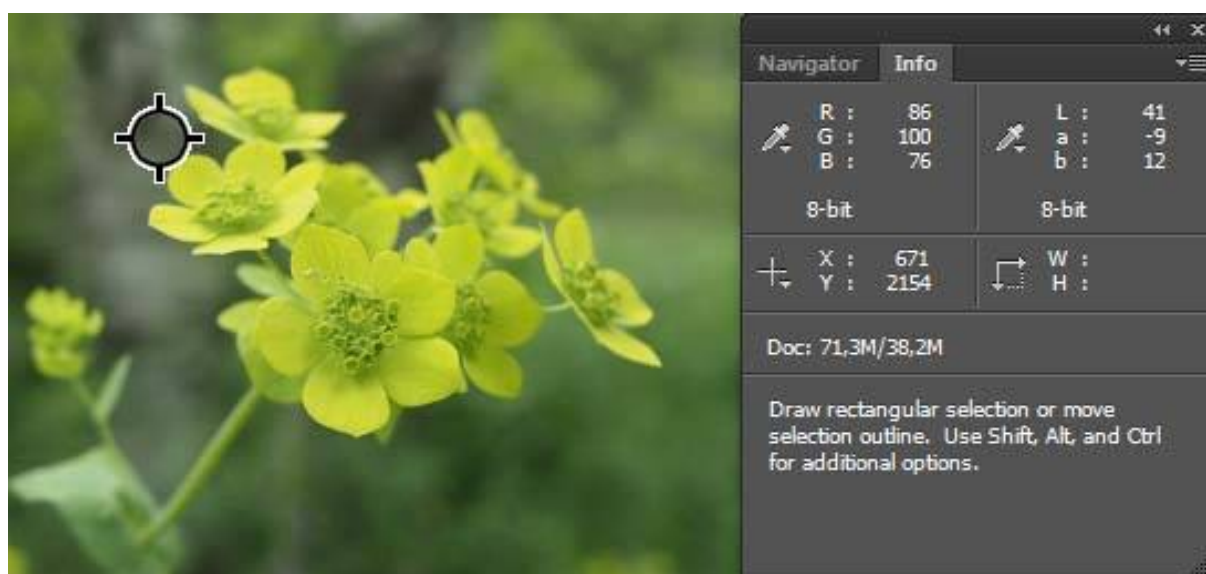 Navigator Info
R : 86
G : 100
B : 76
8-bit
L : 41
a : -9
b : 12
8-bit
X : 671
Y : 2154
W :
H :
Doc: 71,3M/38,2M
Draw rectangular selection or move
selection outline. Use Shift, Alt, and Ctrl
for additional options.